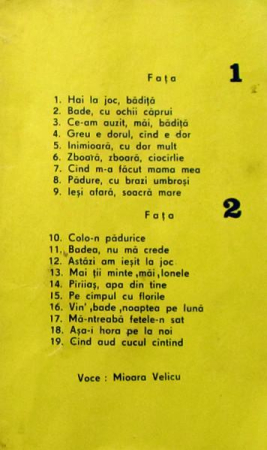 Fața 1
1. Hai la joc, bădiță
2. Bade, cu ochii căprui
3. Ce-am auzit, măi, bădiță
4. Greu e dorul, cind e dor
5. Inimioară, cu dor mult
6. Zboară, zboară, ciocirlie
7. Cind m-a făcut mama mea
8. Pădure, cu brazi umbroși
9. Ieși afară, soacră mare
Fața 2
10. Colo-n pădurice
11. Badea, nu mă crede
12. Astăzi am ieșit la joc
13. Mai ții minte, măi, Ionele
14. Piriiaș, apa din tine
15. Pe cimpul cu florile
16. Vin', bade, noaptea pe lună
17. Mă-ntreabă fetele-n sat
18. Așa-i hora pe la noi
19. Cind aud cucul cintind
Voce : Mioara Velicu